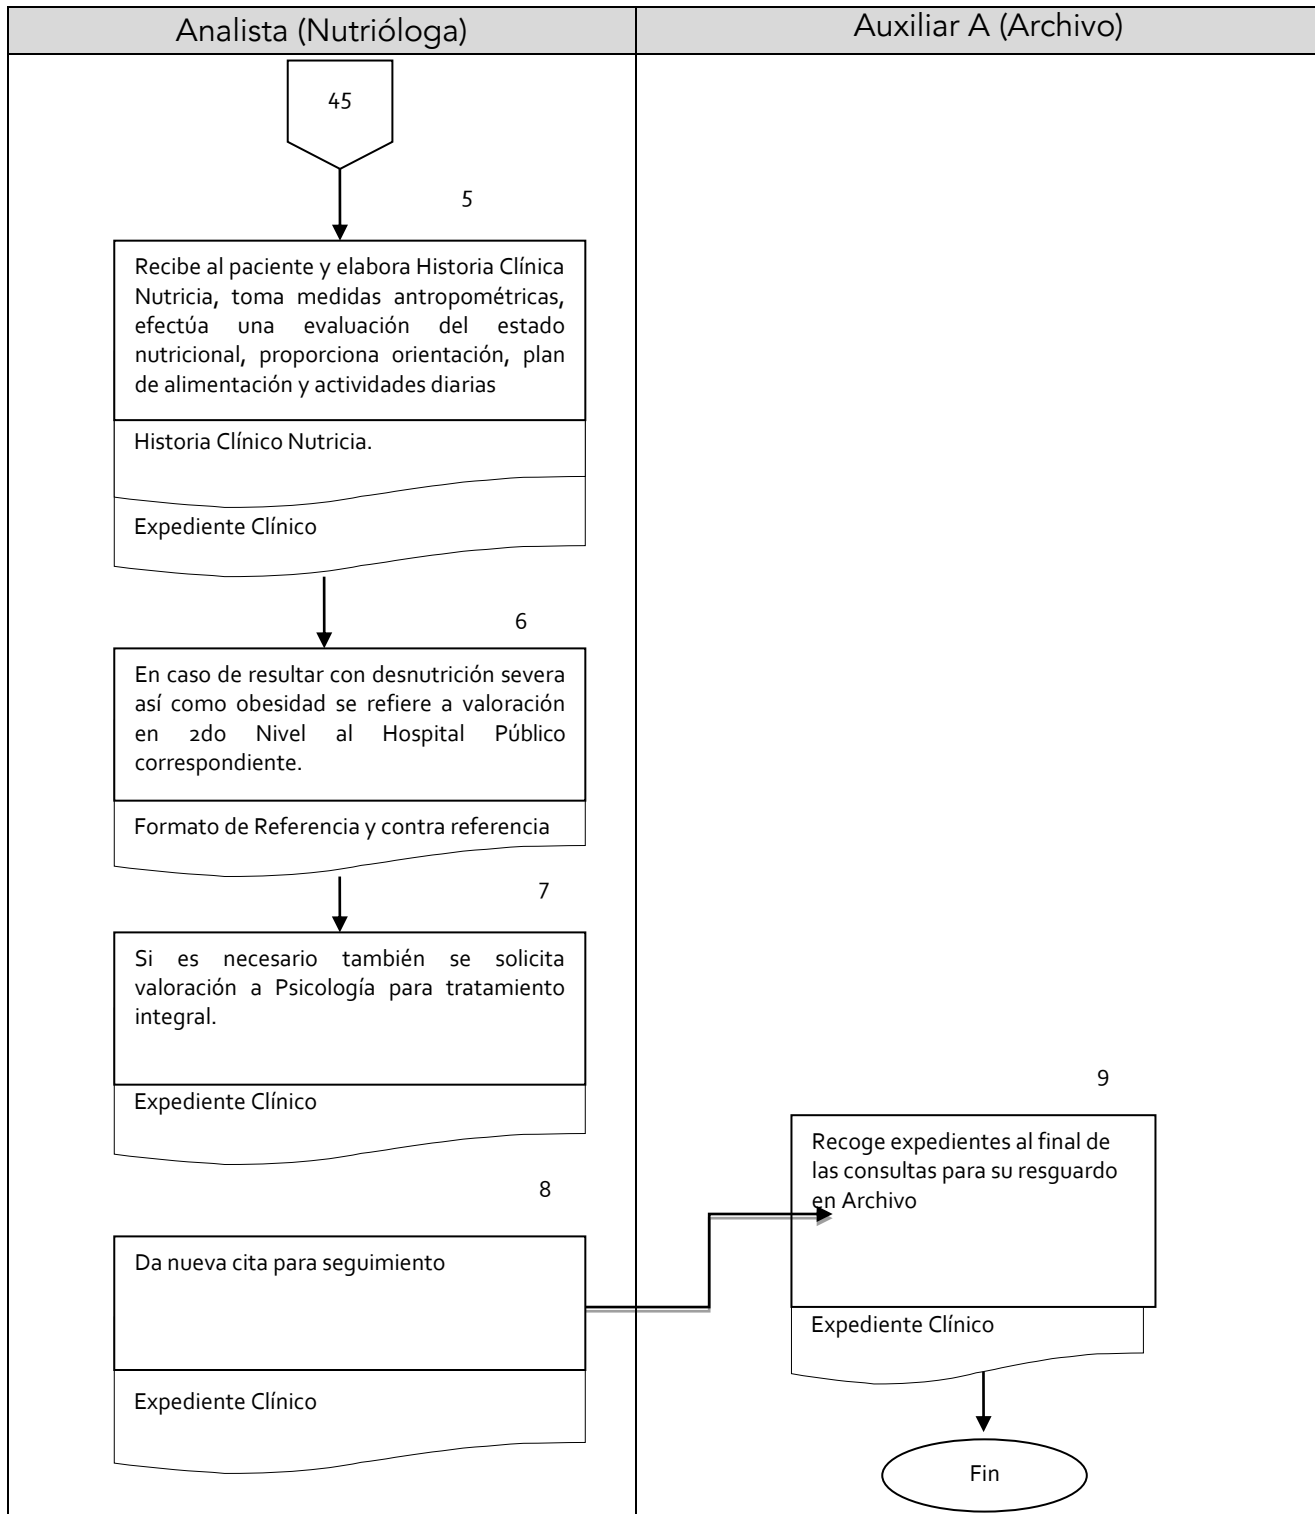 Analista (Nutrióloga)
Auxiliar A (Archivo)
45
5
Recibe al paciente y elabora Historia Clínica
Nutricia, toma medidas antropométricas,
efectúa una evaluación del estado
nutricional, proporciona orientación, plan
de alimentación y actividades diarias
Historia Clínico Nutricia.
Expediente Clínico
6
En caso de resultar con desnutrición severa
así como obesidad se refiere a valoración
en 2do Nivel al Hospital Público
correspondiente.
Formato de Referencia y contra referencia
7
Si es necesario también se solicita
valoración a Psicología para tratamiento
integral.
Expediente Clínico
8
Da nueva cita para seguimiento
Expediente Clínico
9
Recoge expedientes al final de
las consultas para su resguardo
en Archivo
Expediente Clínico
Fin